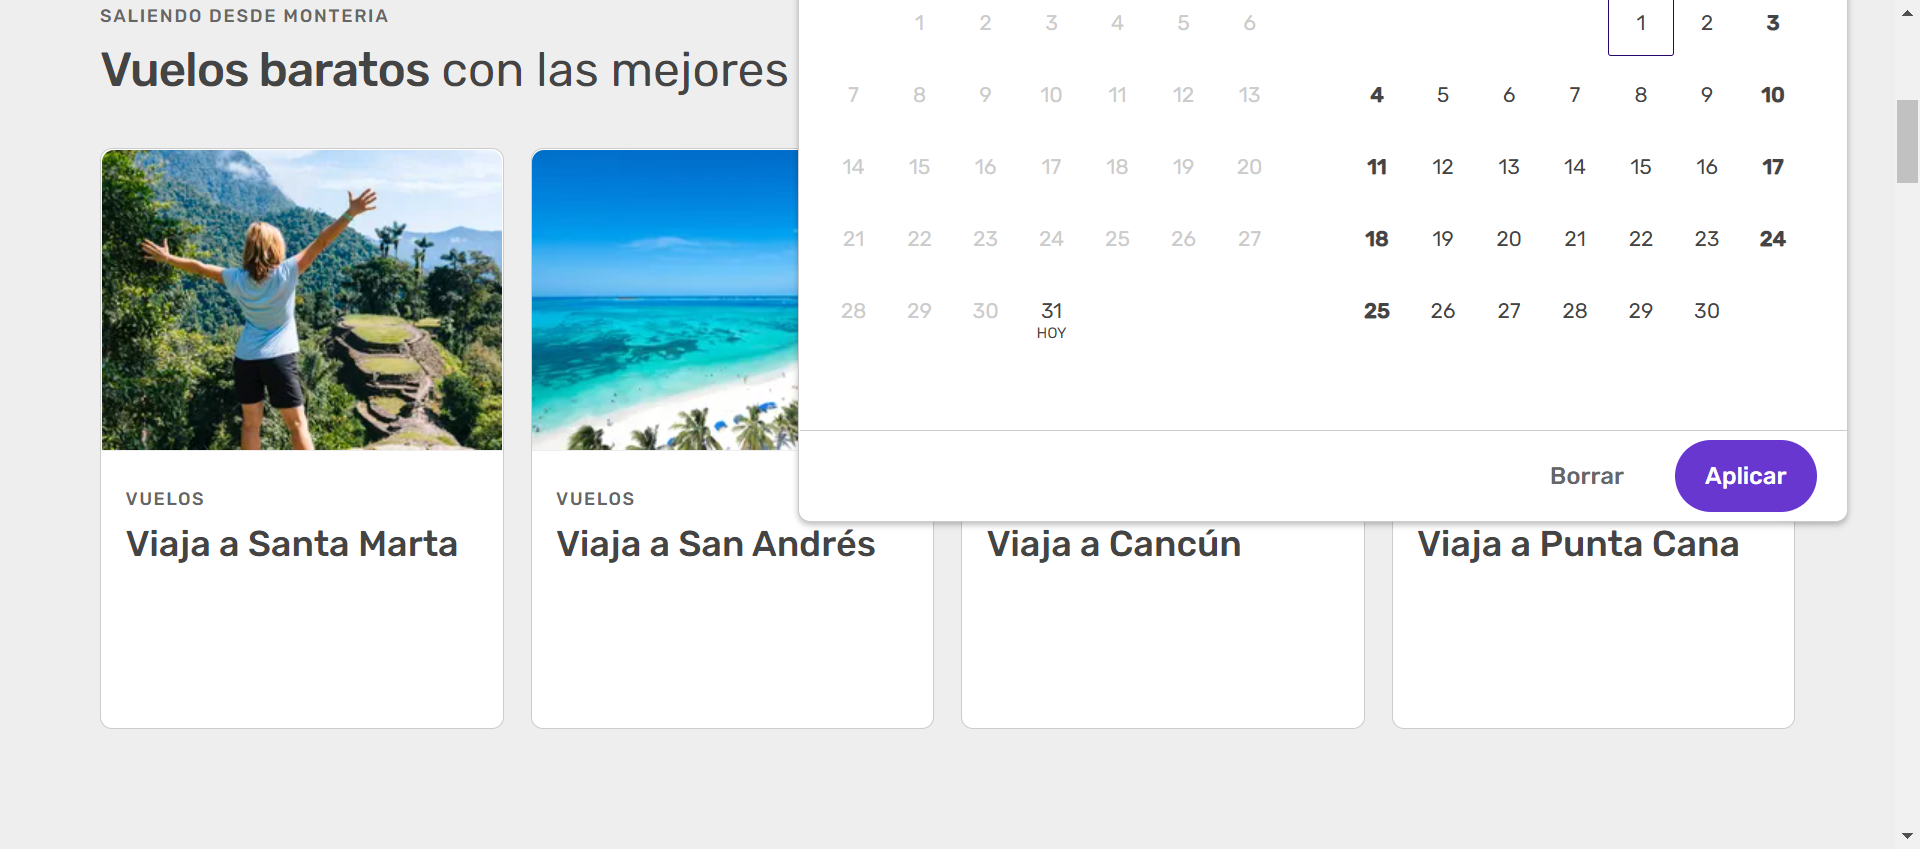 SALIENDO DESDE MONTERIA
Vuelos baratos con las mejores
1 2 3 4 5 6
7 8 9 10 11 12 13
14 15 16 17 18 19 20
21 22 23 24 25 26 27
28 29 30 31
HOY
1 2 3
4 5 6 7 8 9 10
11 12 13 14 15 16 17
18 19 20 21 22 23 24
25 26 27 28 29 30
Borrar Aplicar
VUELOS
Viaja a Santa Marta
VUELOS
Viaja a San Andrés
Viaja a Cancún
Viaja a Punta Cana